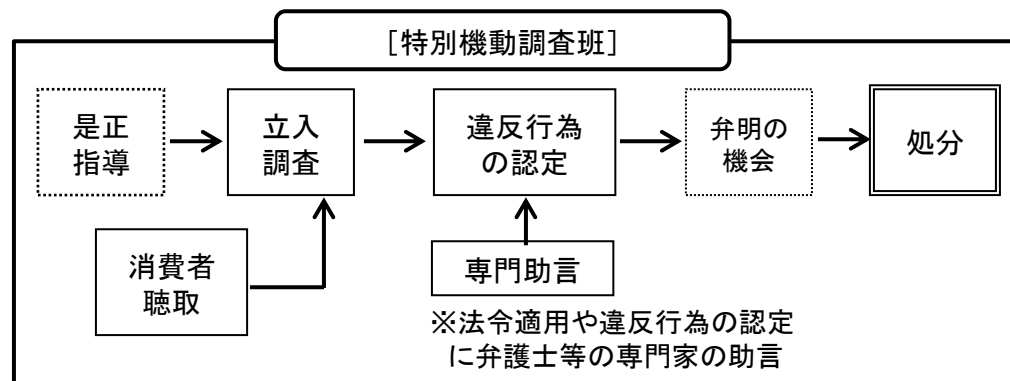 [特別機動調査班]
是正
指導
立入
調査
違反行為
の認定
弁明の
機会
処分
消費者
聴取
専門助言
※法令適用や違反行為の認定
に弁護士等の専門家の助言